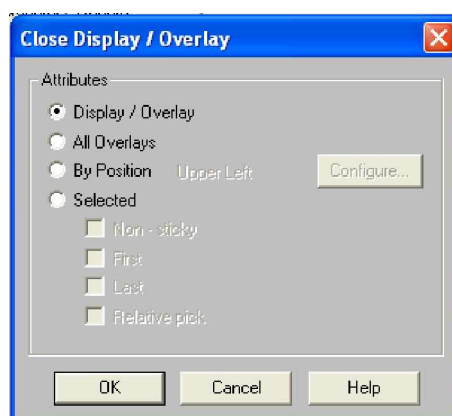 Close Display / Overlay
Attributes
Display / Overlay
All Overlays
By Position Upper Left Configure...
Selected
Non - sticky
First
Last
Relative pick
OK Cancel Help